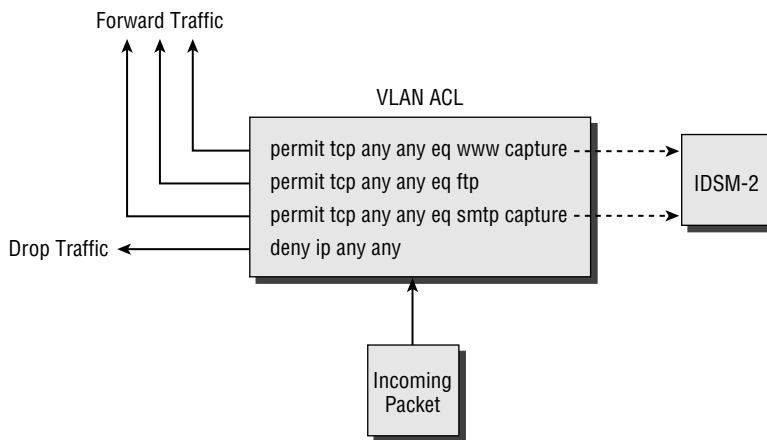 Forward Traffic
VLAN ACL
permit tcp any any eq www capture
permit tcp any any eq ftp
permit tcp any any eq smtp capture
deny ip any any
IDSM-2
Drop Traffic
Incoming
Packet